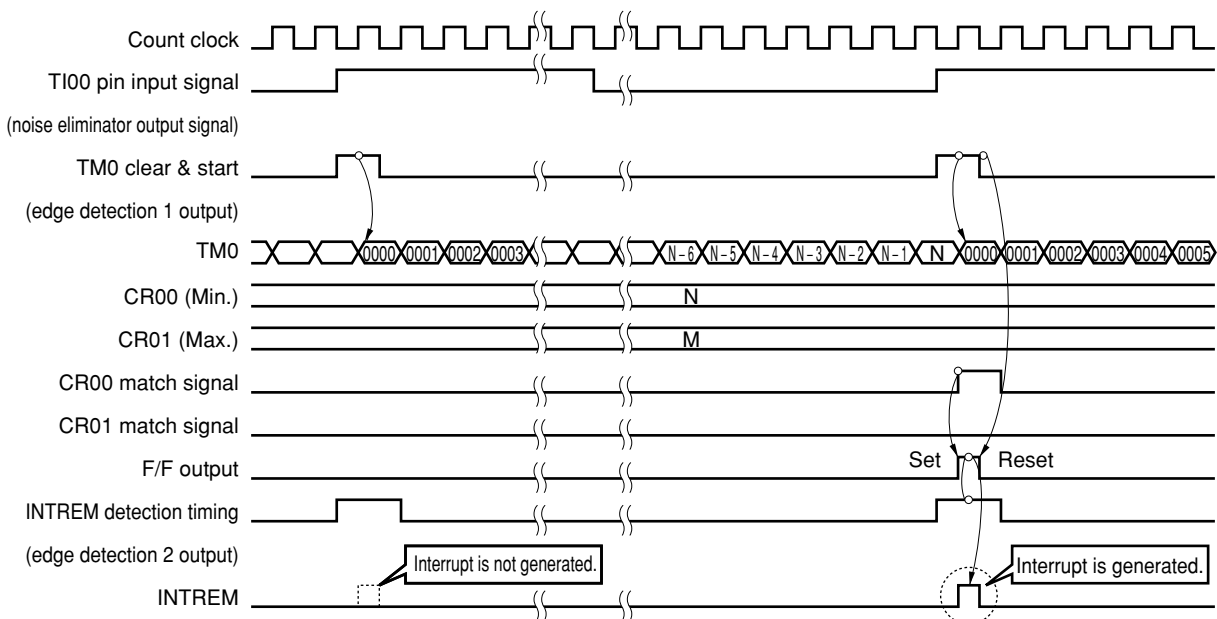 Count clock
TI00 pin input signal
(noise eliminator output signal)
TM0 clear & start
(edge detection 1 output)
TM0 0000 0001 0002 0003 N-6 N-5 N-4 N-3 N-2 N-1 N 0000 0001 0002 0003 0004 0005
CR00 (Min.) N
CR01 (Max.) M
CR00 match signal
CR01 match signal
F/F output Set Reset
INTREM detection timing
(edge detection 2 output)
Interrupt is not generated. Interrupt is generated.
INTREM